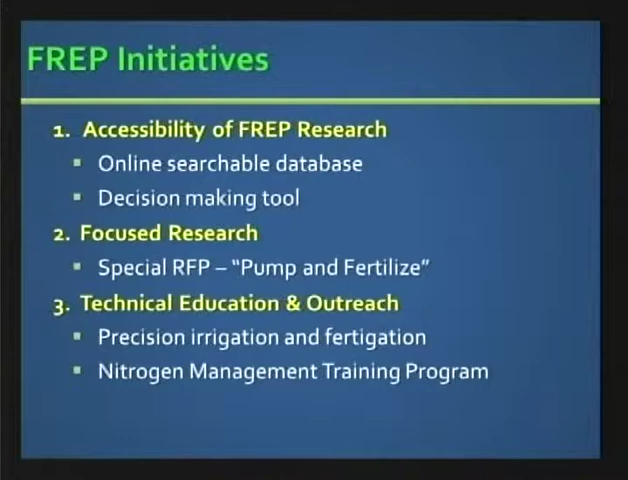 FREP Initiatives
1. Accessibility of FREP Research
▪ Online searchable database
▪ Decision making tool
2. Focused Research
▪ Special RFP – “Pump and Fertilize”
3. Technical Education & Outreach
▪ Precision irrigation and fertigation
▪ Nitrogen Management Training Program